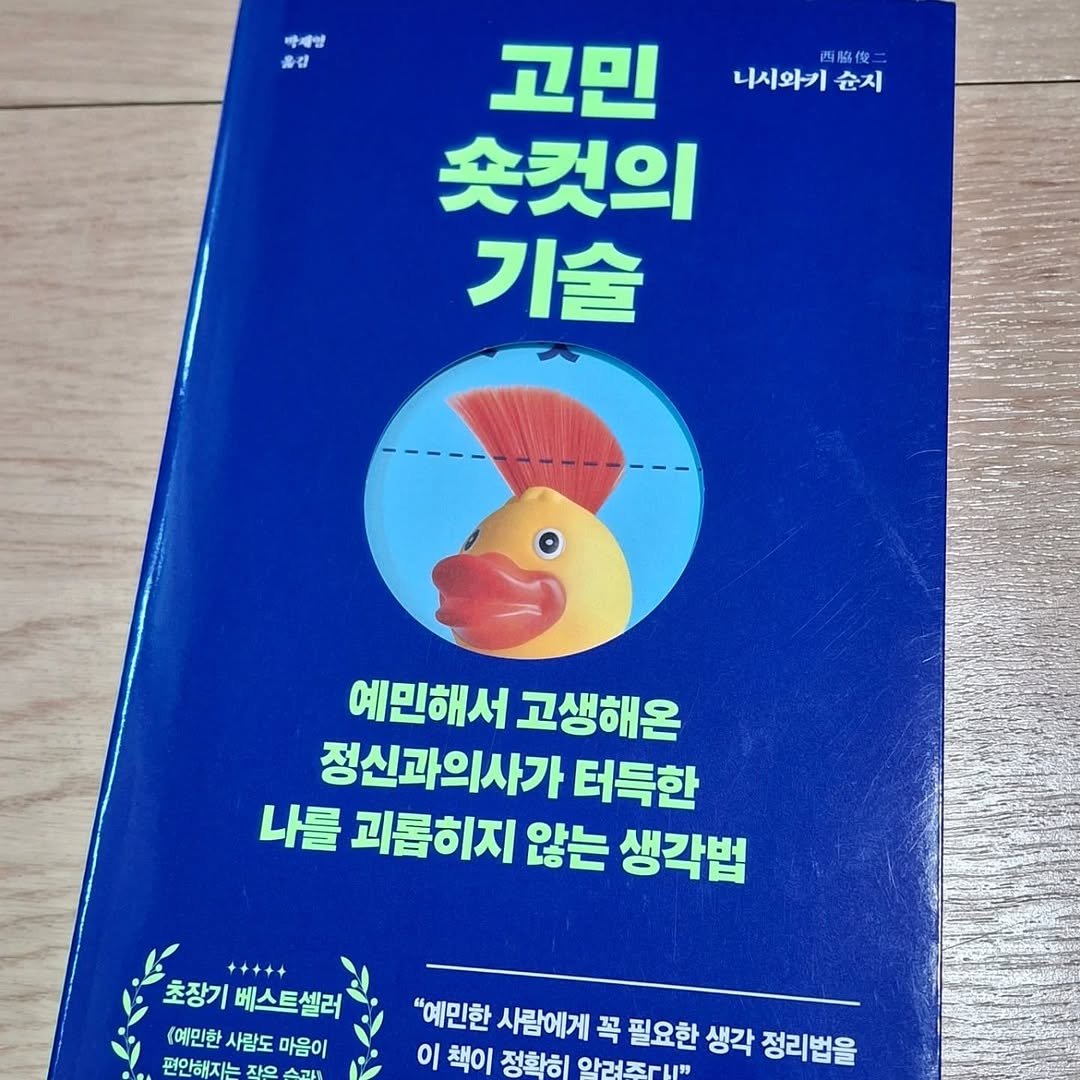 박재영
옮김
西脇俊二
니시와키 슌지
고민
숏컷의
기술
예민해서 고생해온
정신과의사가 터득한
나를 괴롭히지 않는 생각법
초장기 베스트셀러
《예민한 사람도 마음이
편안해지는 작은 습관》
“예민한 사람에게 꼭 필요한 생각 정리법을
이 책이 정확히 알려준다!”